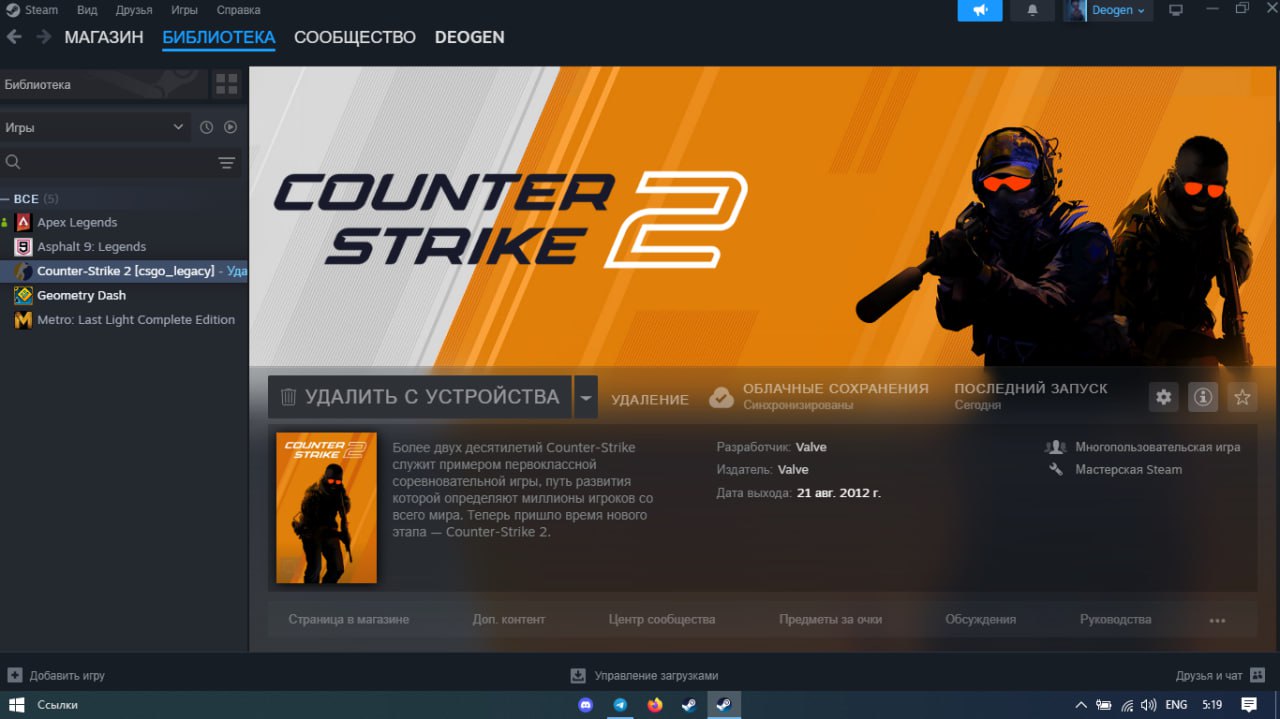 Steam Вид Друзья Игры Справка
Deogen
МАГАЗИН БИБЛИОТЕКА СООБЩЕСТВО DEOGEN
Библиотека
Игры
ВСЕ (5)
Apex Legends
Asphalt 9: Legends
Counter-Strike 2 [csgo_legacy] - Уда
Geometry Dash
Metro: Last Light Complete Edition
COUNTER
STRIKE 2
УДАЛИТЬ С УСТРОЙСТВА
УДАЛЕНИЕ
ОБЛАЧНЫЕ СОХРАНЕНИЯ
Синхронизированы
ПОСЛЕДНИЙ ЗАПУСК
Сегодня
COUNTER
STRIKE 2
Более двух десятилетий Counter-Strike
служит примером первоклассной
соревновательной игры, путь развития
которой определяют миллионы игроков со
всего мира. Теперь пришло время нового
этапа — Counter-Strike 2.
Разработчик: Valve
Издатель: Valve
Дата выхода: 21 авг. 2012 г.
Многопользовательская игра
Мастерская Steam
Страница в магазине Доп. контент Центр сообщества Предметы за очки Обсуждения Руководства
Добавить игру Управление загрузками Друзья и чат
Ссылки ENG 5:19